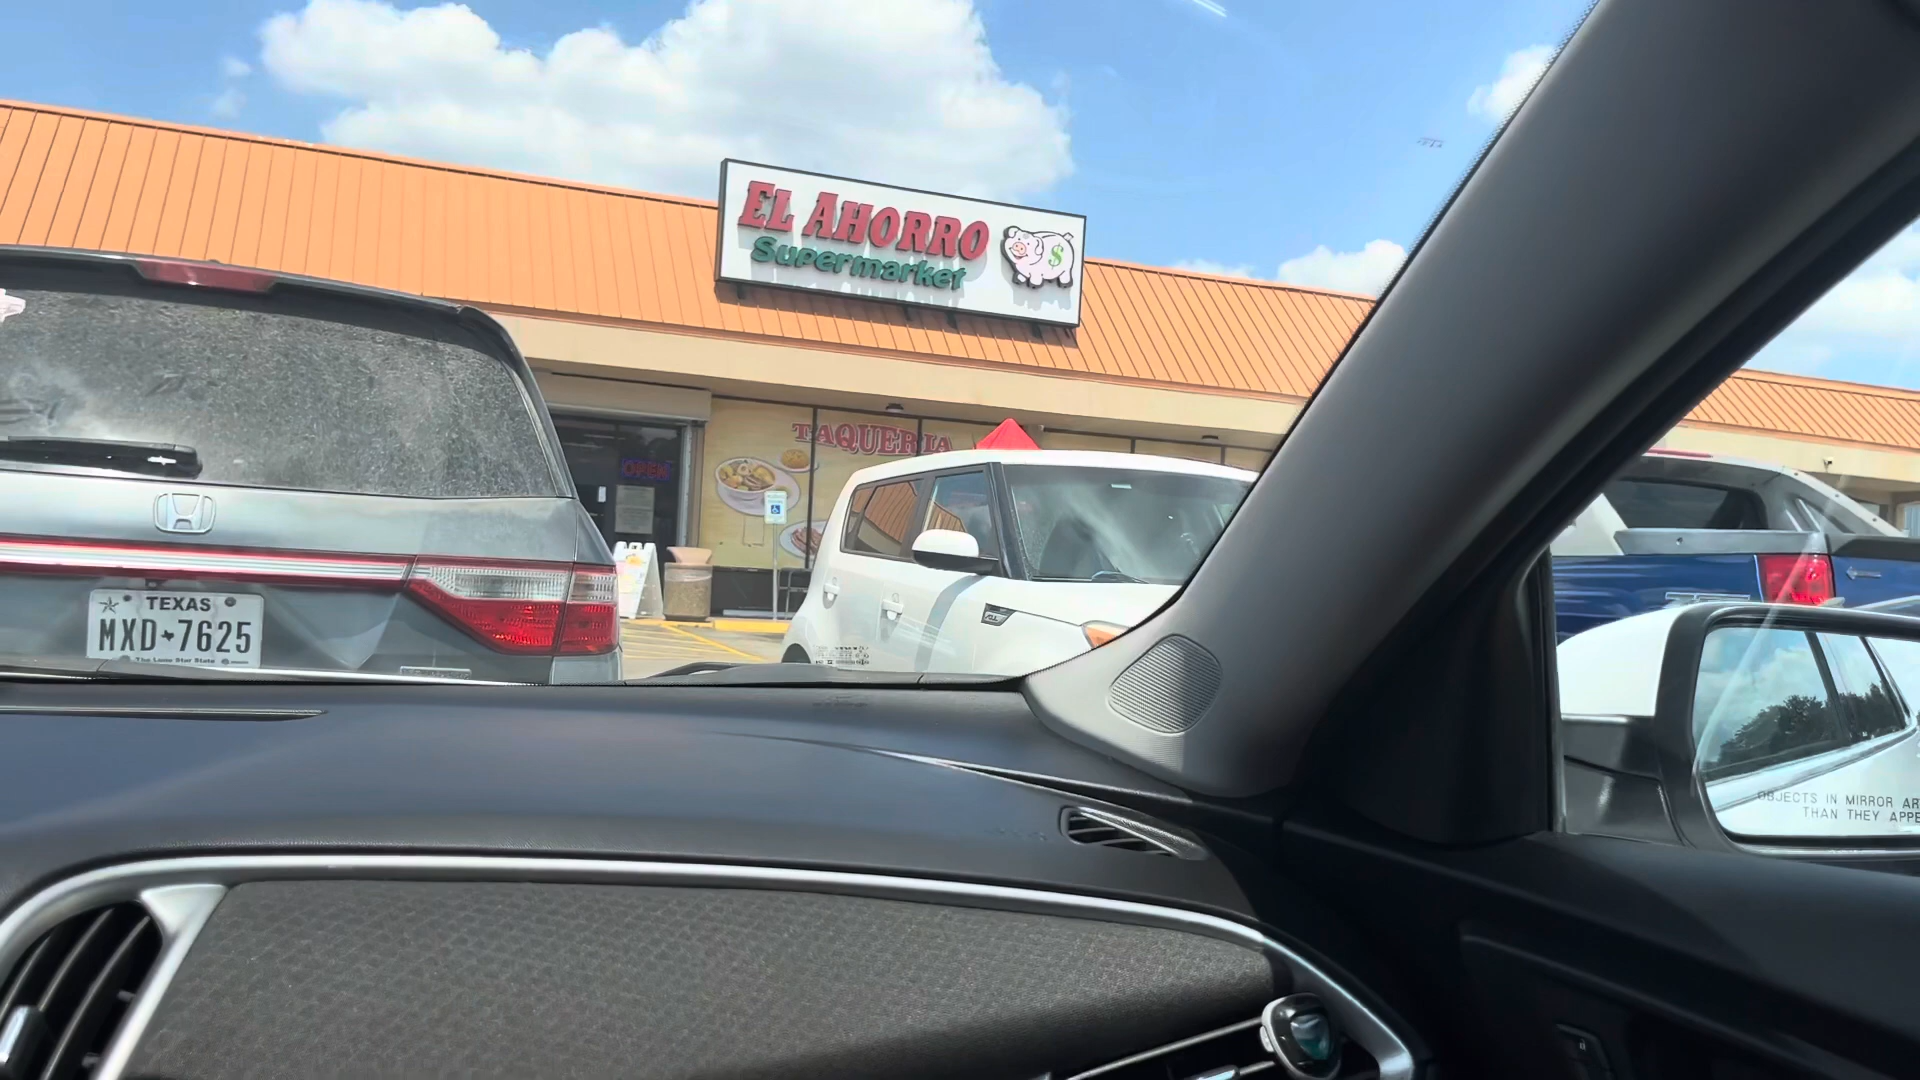 EL AHORRO
Supermarket
$
TAQUERIA
OPEN
TEXAS
MXD 7625
The Lone Star State
OBJECTS IN MIRROR AR
THAN THEY APPE